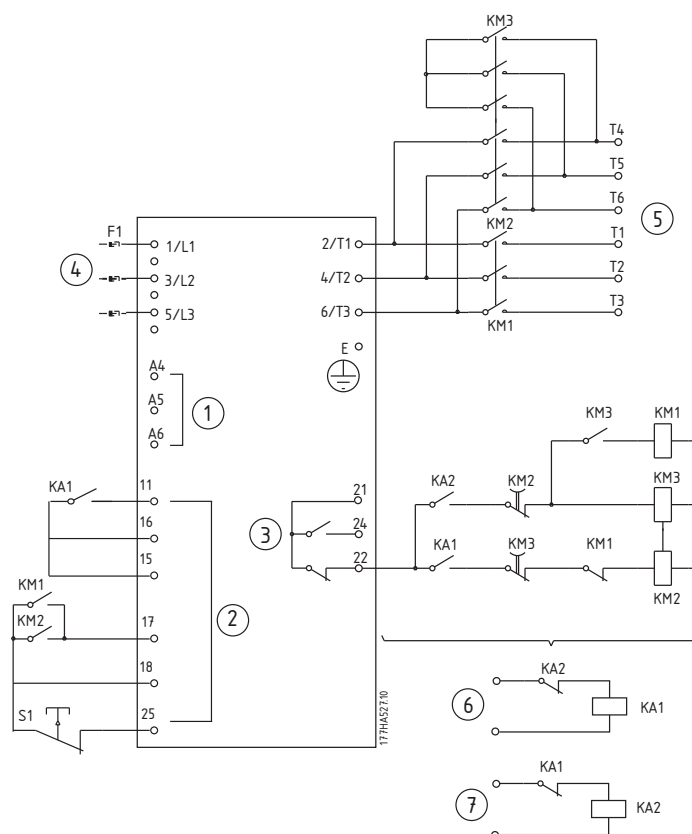 KM3
T4
T5
T6
5
F1
1/L1
2/T1
KM2
T1
4
3/L2
4/T2
T2
5/L3
6/T3
T3
KM1
E
A4
A5
1
A6
KM3
KM1
KA1
11
21
KA2
KM2
KM3
16
3
24
15
22
KA1
KM3
KM1
KM2
KM1
KM2
17
2
18
S1
25
177HA527.10
6
KA2
KA1
7
KA1
KA2